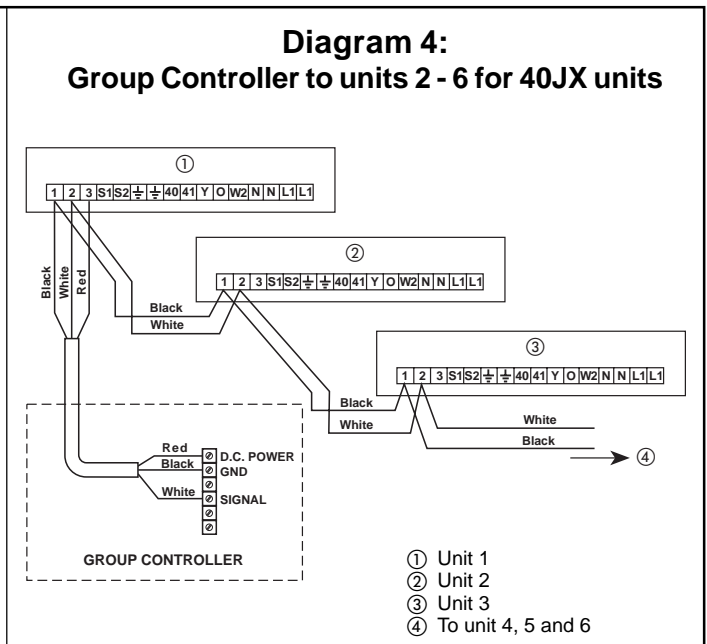 Diagram 4:
Group Controller to units 2 - 6 for 40JX units
①
1 2 3 S1 S2 ⏚ ⏚ 40 41 Y O W2 N N L1 L1
Black
White
Red
②
1 2 3 S1 S2 ⏚ ⏚ 40 41 Y O W2 N N L1 L1
Black
White
③
1 2 3 S1 S2 ⏚ ⏚ 40 41 Y O W2 N N L1 L1
Black
White
White
Black
④
Red
Black
White
D.C. POWER
GND
SIGNAL
GROUP CONTROLLER
① Unit 1
② Unit 2
③ Unit 3
④ To unit 4, 5 and 6